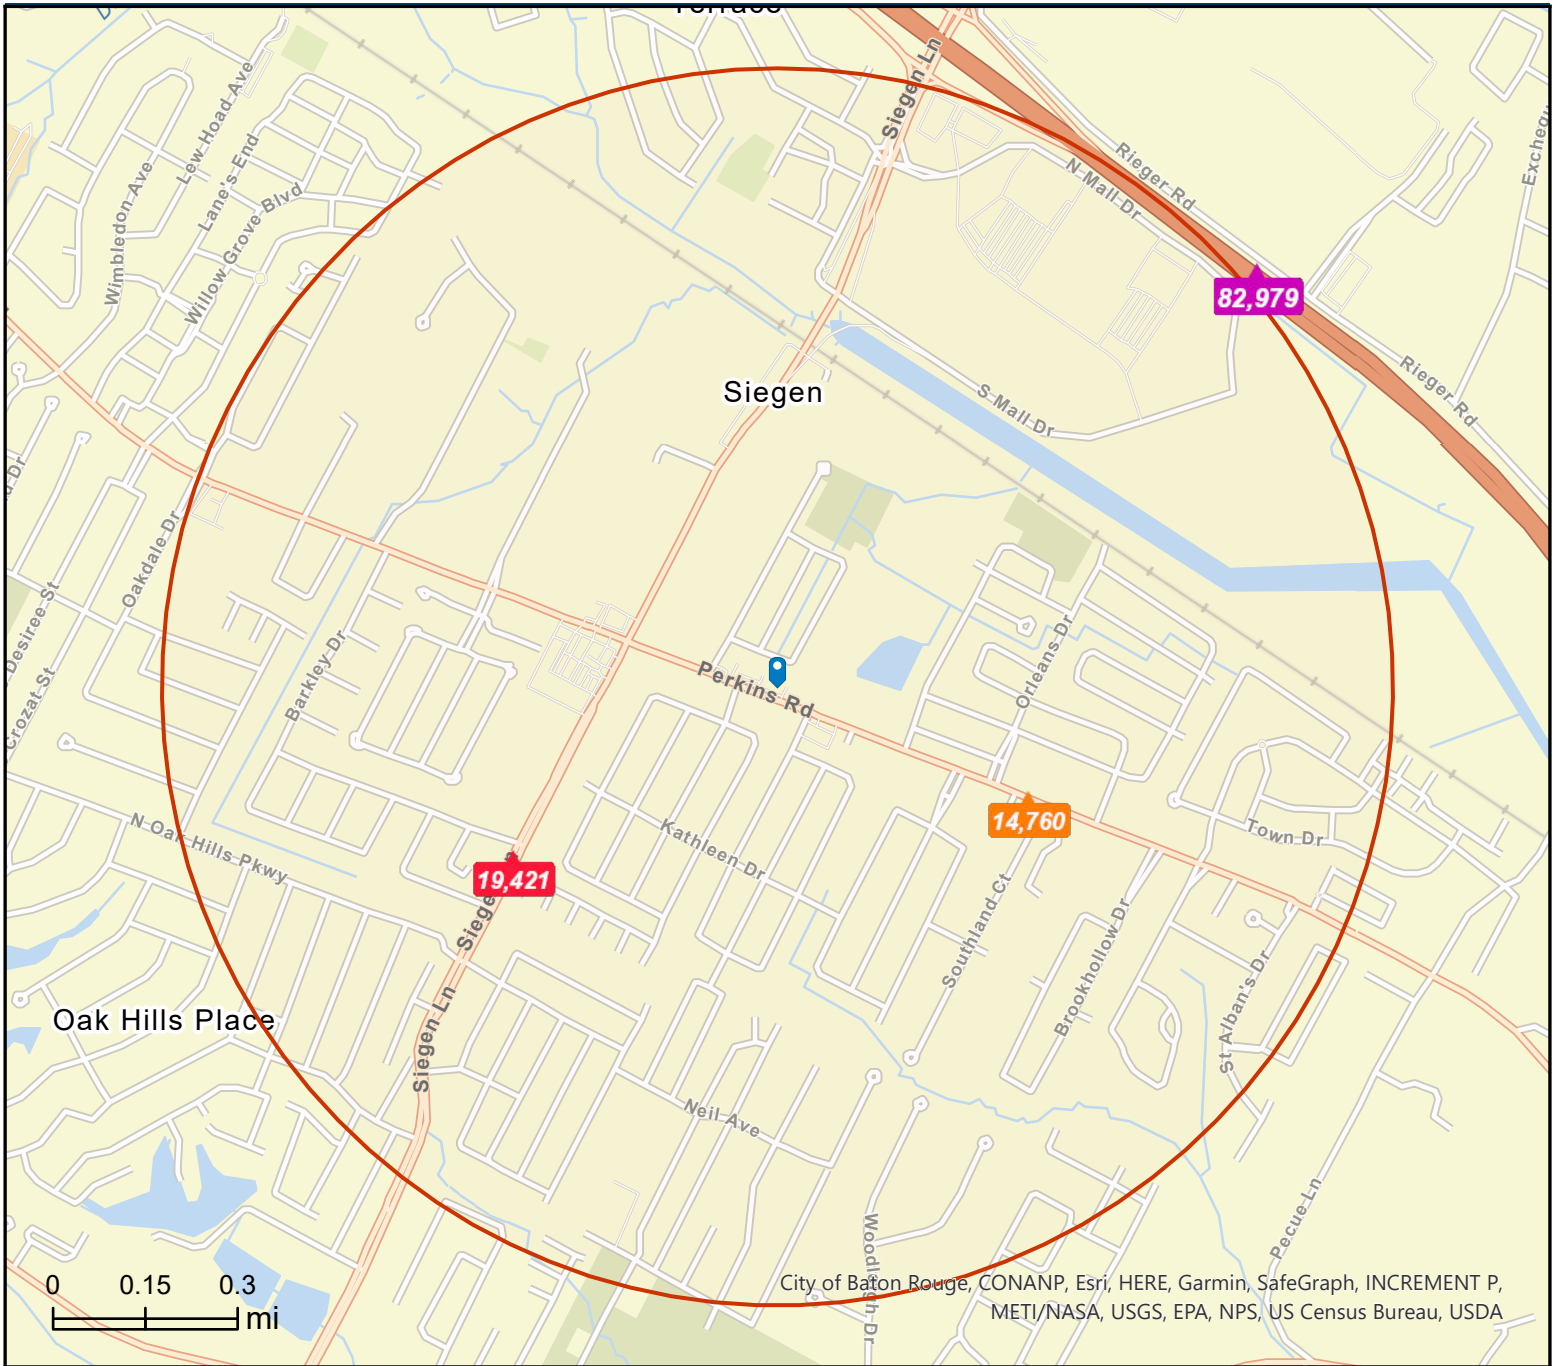 Terrace
Siegen Ln
Lew Hoad Ave
Lane's End
Wimbledon Ave
Willow Grove Blvd
Rieger Rd
N Mall Dr
82,979
Rieger Rd
Siegen
S Mall Dr
Oakdale Dr
Desiree St
Crozat St
Barkley Dr
Orleans Dr
Perkins Rd
14,760
N Oak Hills Pkwy
Kathleen Dr
Town Dr
19,421
Southland Ct
Brookhollow Dr
St Alban's Dr
Oak Hills Place
Siegen Ln
Neil Ave
Pecue Ln
Woodleigh Dr
0 0.15 0.3
mi
City of Baton Rouge, CONANP, Esri, HERE, Garmin, SafeGraph, INCREMENT P,
METI/NASA, USGS, EPA, NPS, US Census Bureau, USDA